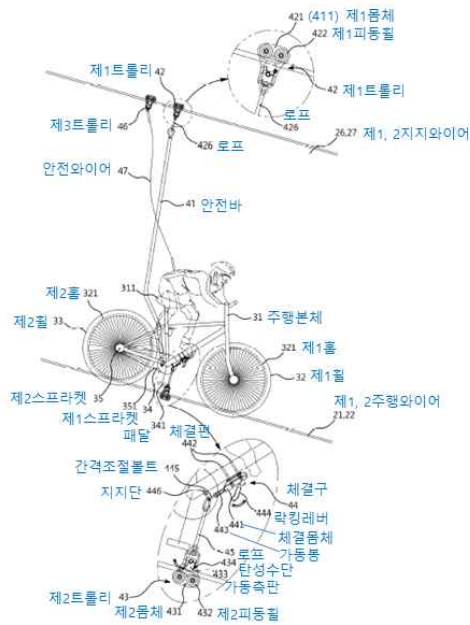 421 (411) 제1몸체
422 제1피동휠
제1트롤리 42
42 제1트롤리
제3트롤리 46
426 로프
로프
426
26,27 제1, 2지지와이어
안전와이어
47
41 안전바
311
제2홈 321
31 주행본체
제2휠 33
321 제1홈
32 제1휠
제2스프라켓 35
제1스프라켓 351 34
패달 341
제1, 2주행와이어
21,22
체결편
442
간격조절볼트 445
지지단 446
체결구
44
444 락킹레버
441
체결몸체
443
가동봉
45 로프
434 탄성수단
433
가동측판
제2트롤리 43
제2몸체 431 432 제2피동휠